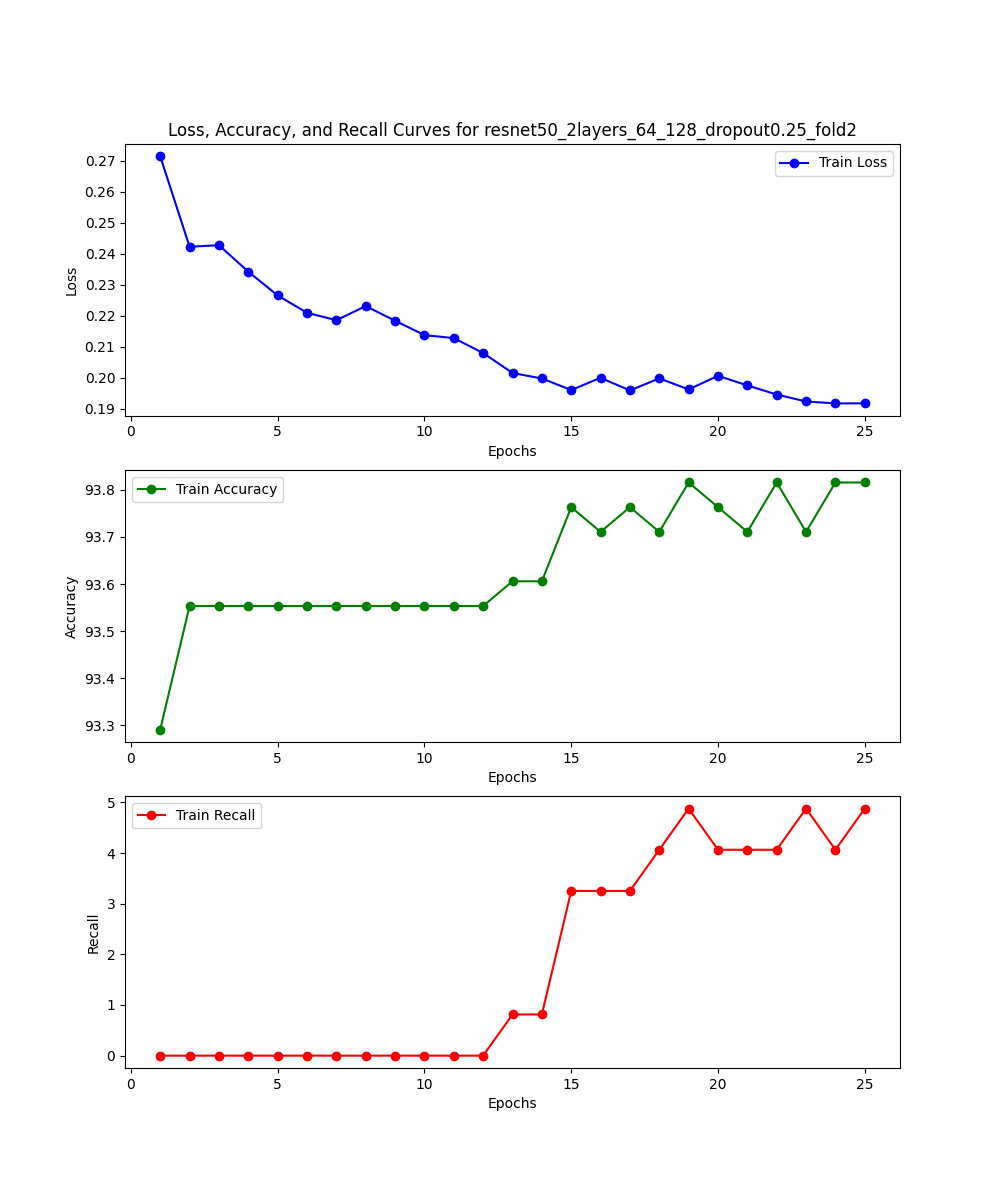 Loss, Accuracy, and Recall Curves for resnet50_2layers_64_128_dropout0.25_fold2
Train Loss
0.27
0.26
0.25
0.24
0.23
0.22
0.21
0.20
0.19
Loss
0 5 10 15 20 25
Epochs
Train Accuracy
93.8
93.7
93.6
93.5
93.4
93.3
Accuracy
0 5 10 15 20 25
Epochs
Train Recall
5
4
3
2
1
0
Recall
0 5 10 15 20 25
Epochs